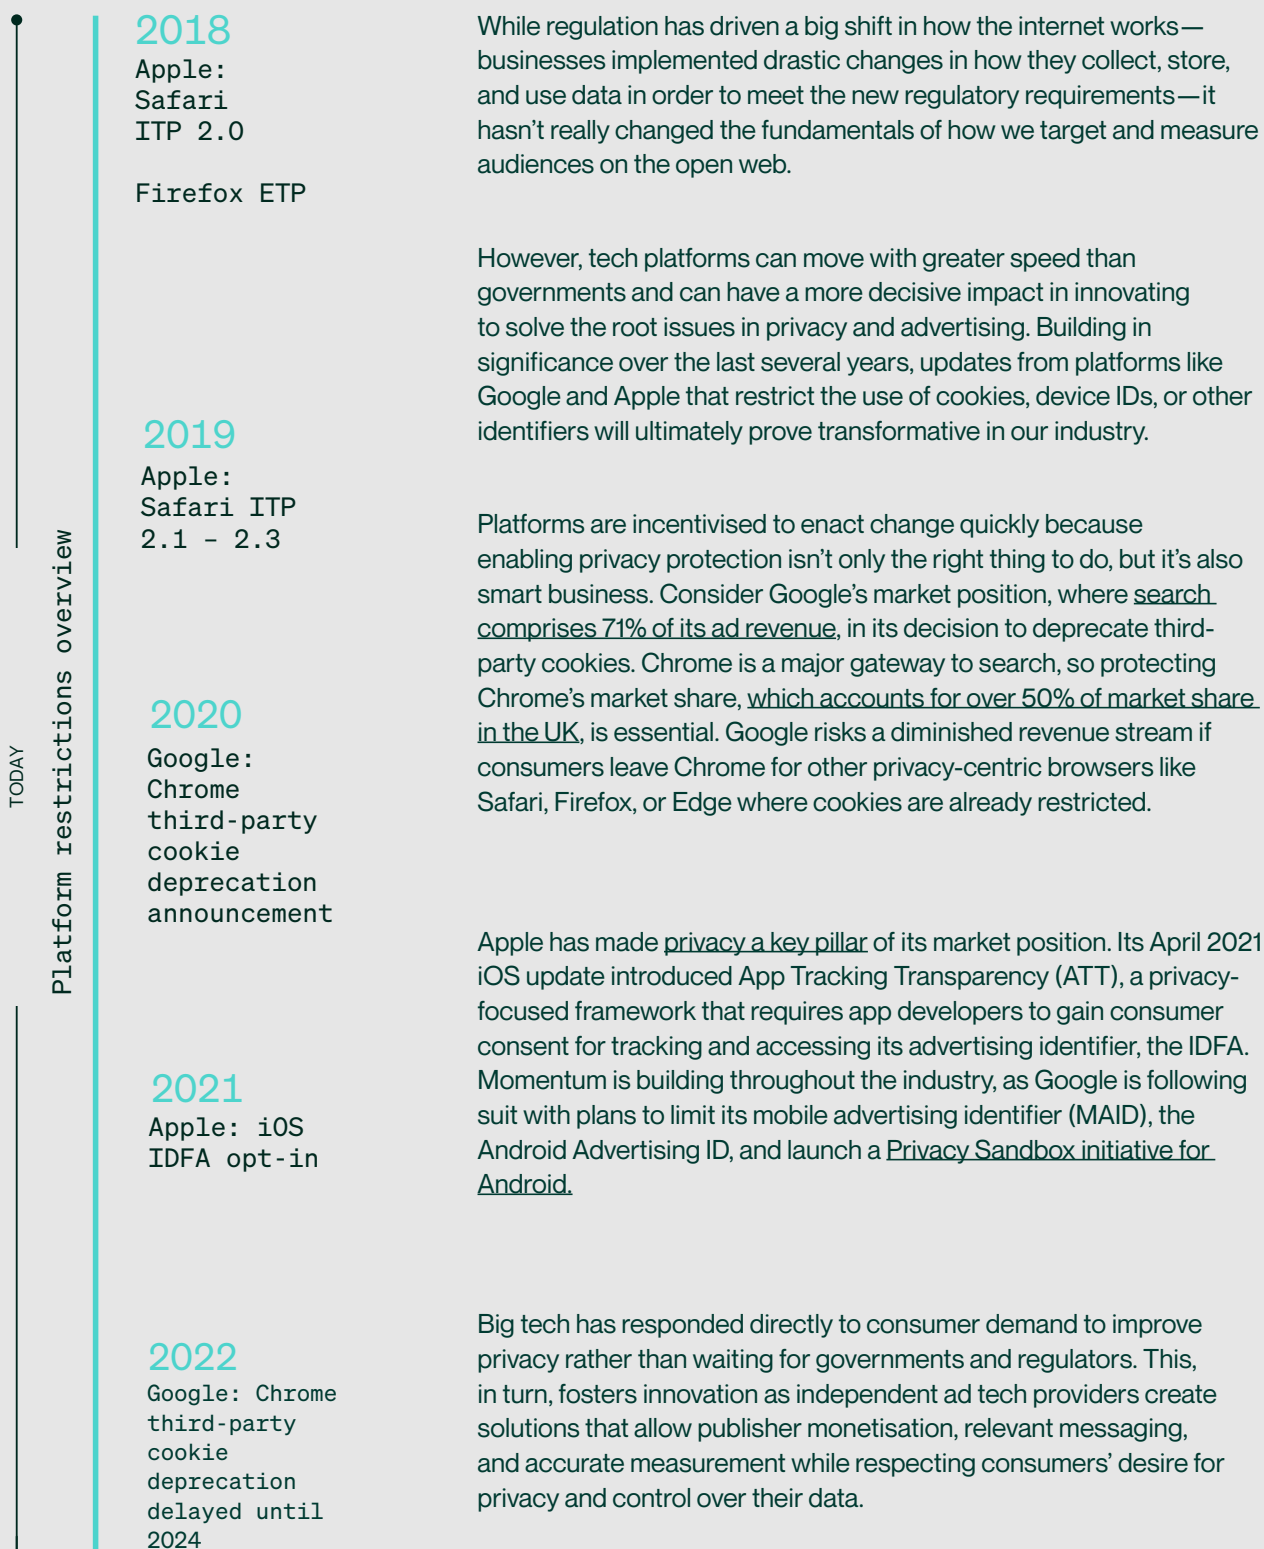 TODAY
Platform restrictions overview
2018
Apple:
Safari
ITP 2.0
Firefox ETP
2019
Apple:
Safari ITP
2.1 – 2.3
2020
Google:
Chrome
third-party
cookie
deprecation
announcement
2021
Apple: iOS
IDFA opt-in
2022
Google: Chrome
third-party
cookie
deprecation
delayed until
2024
While regulation has driven a big shift in how the internet works—
businesses implemented drastic changes in how they collect, store,
and use data in order to meet the new regulatory requirements—it
hasn’t really changed the fundamentals of how we target and measure
audiences on the open web.
However, tech platforms can move with greater speed than
governments and can have a more decisive impact in innovating
to solve the root issues in privacy and advertising. Building in
significance over the last several years, updates from platforms like
Google and Apple that restrict the use of cookies, device IDs, or other
identifiers will ultimately prove transformative in our industry.
Platforms are incentivised to enact change quickly because
enabling privacy protection isn’t only the right thing to do, but it’s also
smart business. Consider Google’s market position, where search
comprises 71% of its ad revenue, in its decision to deprecate third-
party cookies. Chrome is a major gateway to search, so protecting
Chrome’s market share, which accounts for over 50% of market share
in the UK, is essential. Google risks a diminished revenue stream if
consumers leave Chrome for other privacy-centric browsers like
Safari, Firefox, or Edge where cookies are already restricted.
Apple has made privacy a key pillar of its market position. Its April 2021
iOS update introduced App Tracking Transparency (ATT), a privacy-
focused framework that requires app developers to gain consumer
consent for tracking and accessing its advertising identifier, the IDFA.
Momentum is building throughout the industry, as Google is following
suit with plans to limit its mobile advertising identifier (MAID), the
Android Advertising ID, and launch a Privacy Sandbox initiative for
Android.
Big tech has responded directly to consumer demand to improve
privacy rather than waiting for governments and regulators. This,
in turn, fosters innovation as independent ad tech providers create
solutions that allow publisher monetisation, relevant messaging,
and accurate measurement while respecting consumers’ desire for
privacy and control over their data.